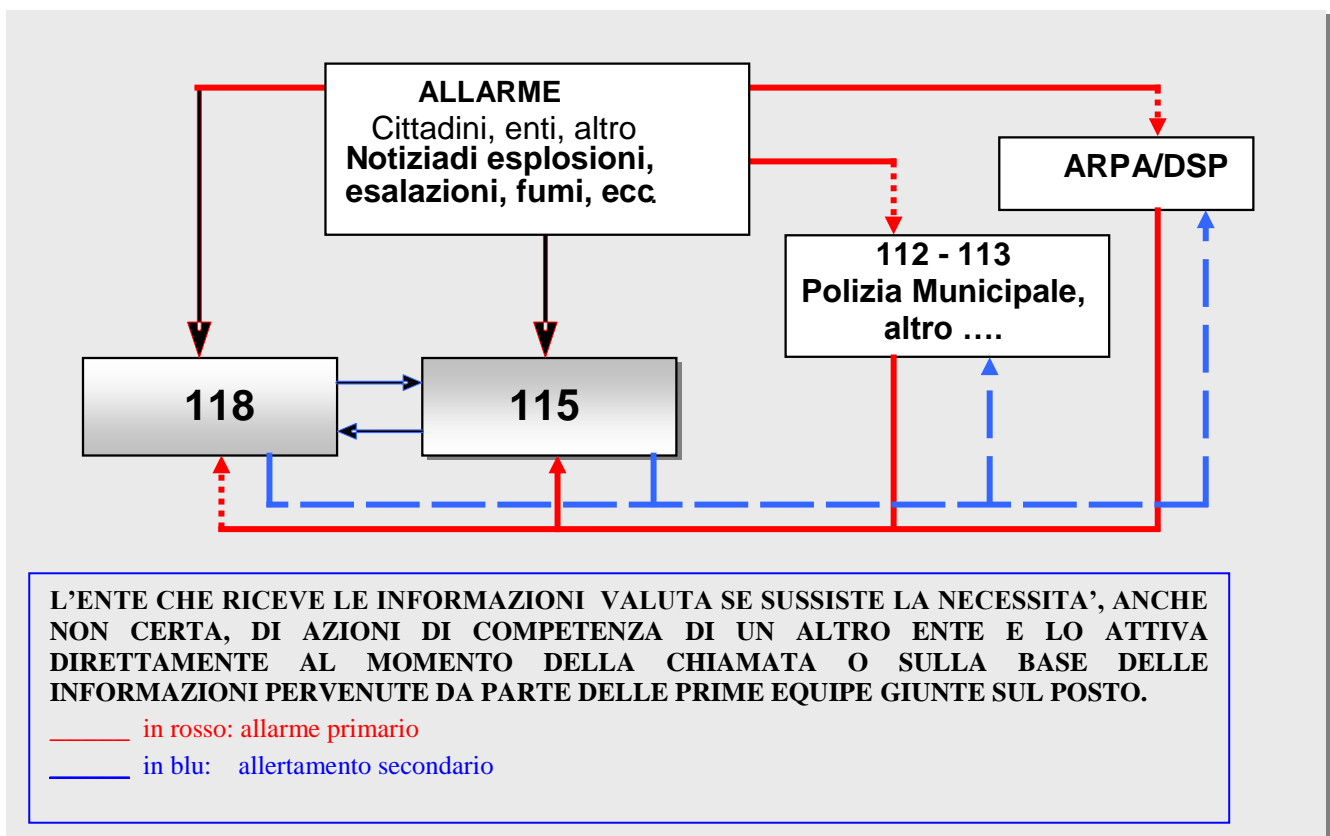 ALLARME
Cittadini, enti, altro
Notiziadi esplosioni,
esalazioni, fumi, ecc.
ARPA/DSP
112 - 113
Polizia Municipale,
altro ....
118
115
L’ENTE CHE RICEVE LE INFORMAZIONI VALUTA SE SUSSISTE LA NECESSITA’, ANCHE
NON CERTA, DI AZIONI DI COMPETENZA DI UN ALTRO ENTE E LO ATTIVA
DIRETTAMENTE AL MOMENTO DELLA CHIAMATA O SULLA BASE DELLE
INFORMAZIONI PERVENUTE DA PARTE DELLE PRIME EQUIPE GIUNTE SUL POSTO.
______ in rosso: allarme primario
______ in blu: allertamento secondario